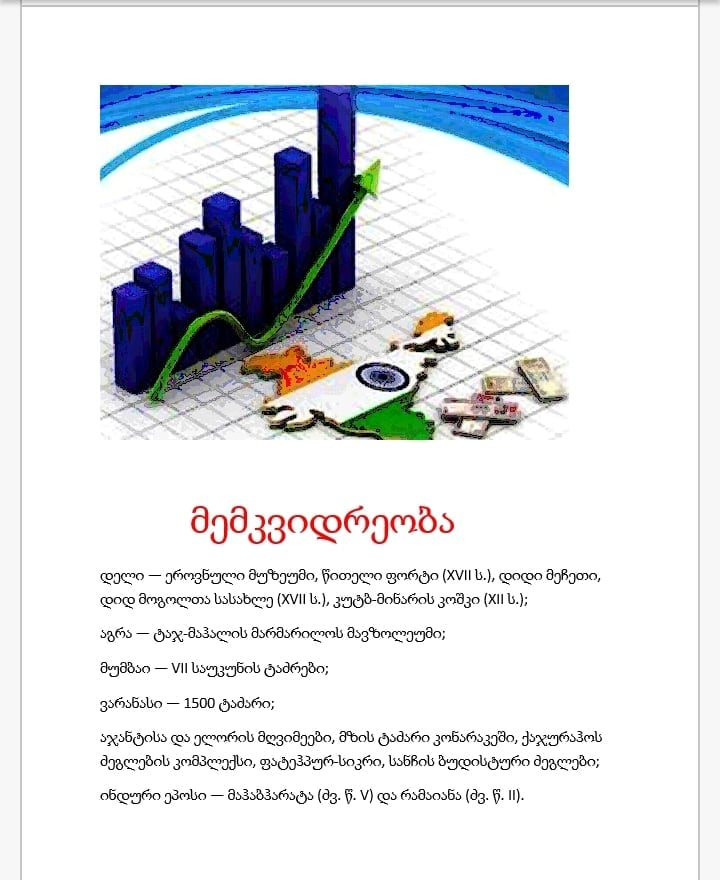 მემკვიდრეობა
დელი — ეროვნული მუზეუმი, წითელი ფორტი (XVII ს.), დიდი მეჩეთი,
დიდ მოგოლთა სასახლე (XVII ს.), კუტბ-მინარის კოშკი (XII ს.);
აგრა — ტაჯ-მაჰალის მარმარილოს მავზოლეუმი;
მუმბაი — VII საუკუნის ტაძრები;
ვარანასი — 1500 ტაძარი;
აჯანტისა და ელორის მღვიმეები, მზის ტაძარი კონარაკეში, ქაჯურაჰოს
ძეგლების კომპლექსი, ფატეჰპურ-სიკრი, სანჩის ბუდისტური ძეგლები;
ინდური ეპოსი — მაჰაბჰარატა (ძვ. წ. V) და რამაიანა (ძვ. წ. II).